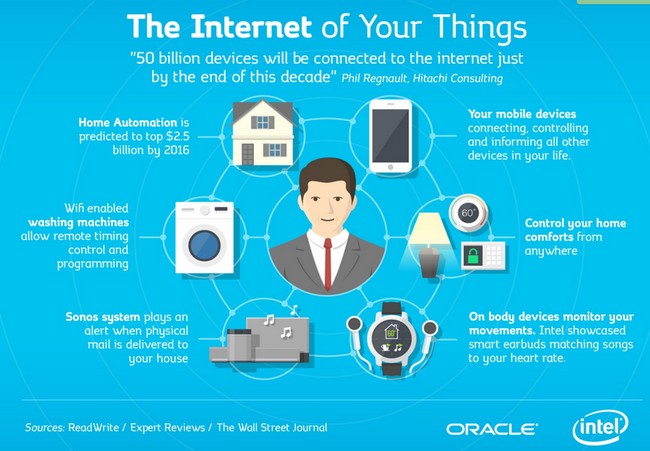 The Internet of Your Things
"50 billion devices will be connected to the internet just
by the end of this decade" Phil Regnault, Hitachi Consulting
Home Automation is
predicted to top $2.5
billion by 2016
Your mobile devices
connecting, controlling
and informing all other
devices in your life.
Wifi enabled
washing machines
allow remote timing
control and
programming
60°
Control your home
comforts from
anywhere
Sonos system plays an
alert when physical
mail is delivered to
your house
60°
On body devices monitor your
movements. Intel showcased
smart earbuds matching songs
to your heart rate.
Sources: ReadWrite / Expert Reviews / The Wall Street Journal
ORACLE®
intel®